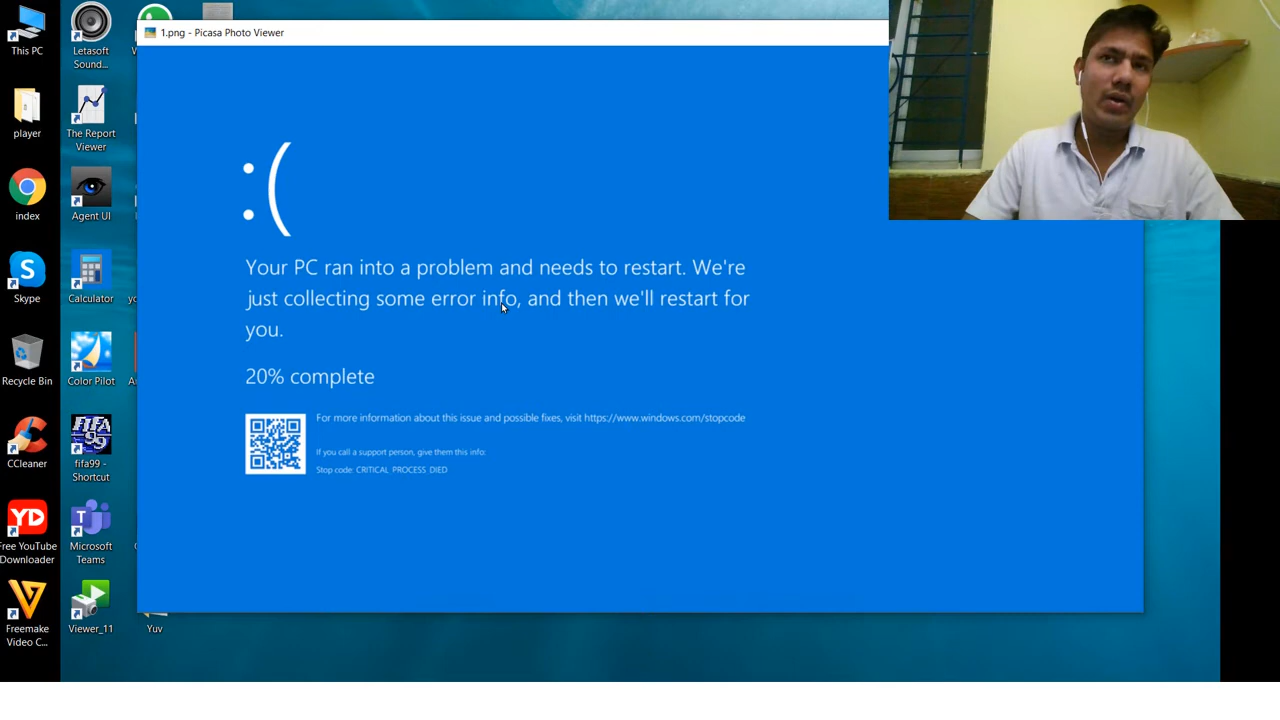 This PC
Letasoft
Sound...
1.png - Picasa Photo Viewer
player
The Report
Viewer
index
Agent UI
Skype
Calculator
Recycle Bin
Color Pilot
CCleaner
FIFA
99
fifa99 -
Shortcut
YD
Free YouTube
Downloader
T
Microsoft
Teams
Freemake
Video C...
Viewer_11
Yuv
:(
Your PC ran into a problem and needs to restart. We're
just collecting some error info, and then we'll restart for
you.
20% complete
For more information about this issue and possible fixes, visit https://www.windows.com/stopcode
If you call a support person, give them this info:
Stop code: CRITICAL PROCESS DIED